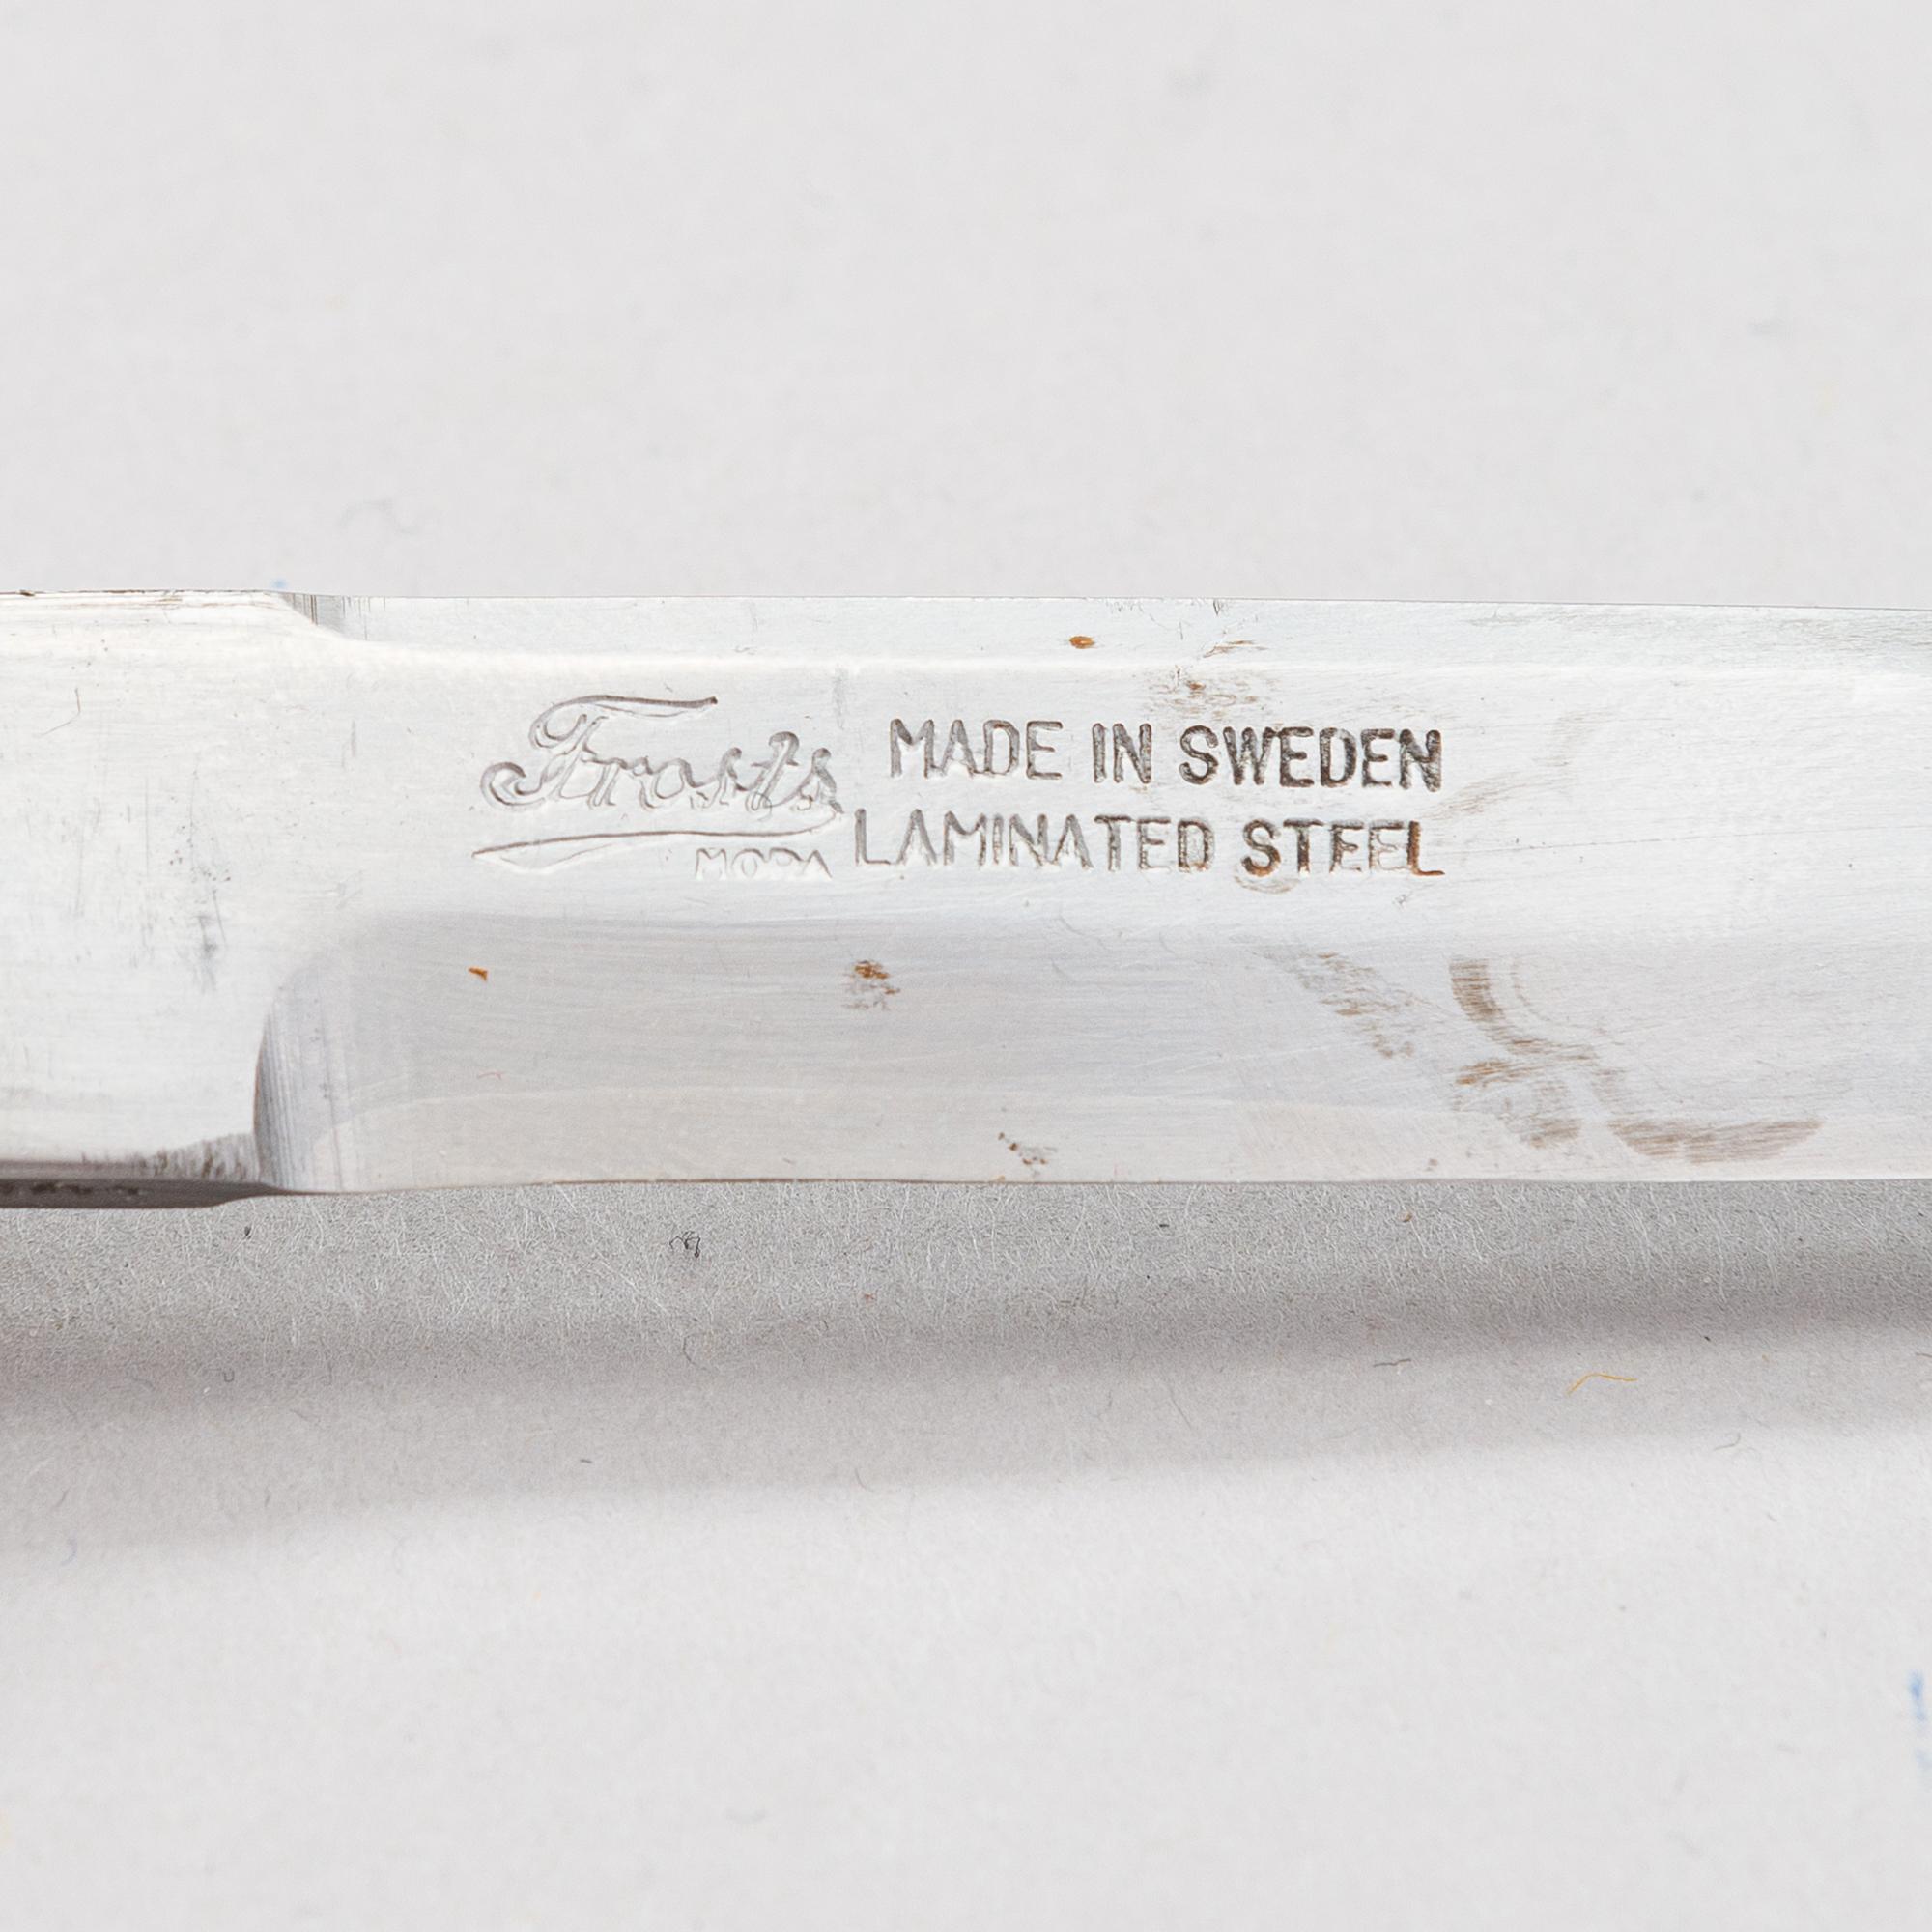 Frosts MADE IN SWEDEN
MORA LAMINATED STEEL